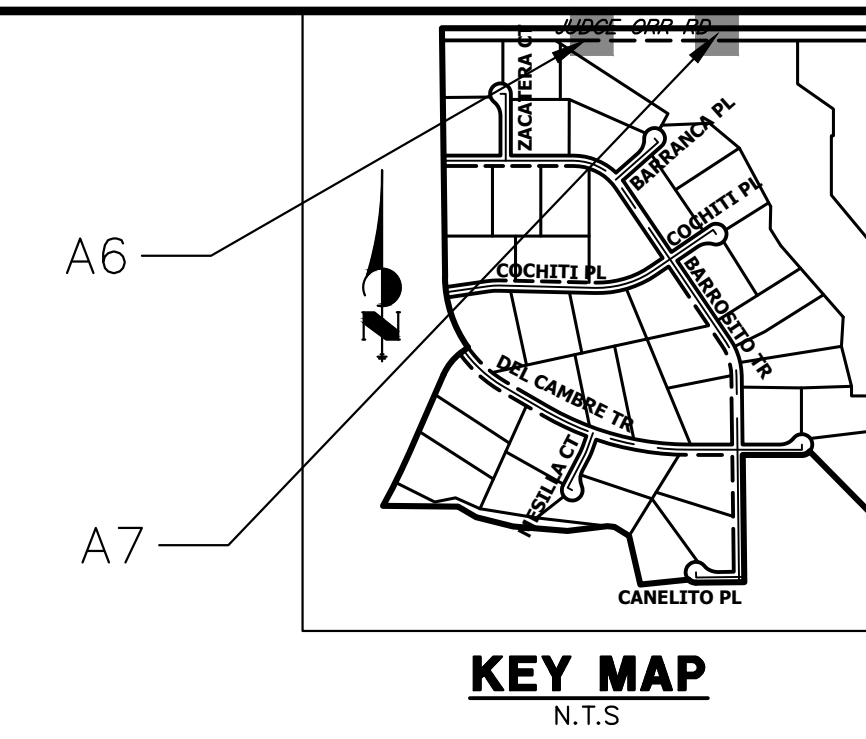 JUDGE ORR RD
ZACATERA CT
BARRANCA PL
A6
COCHITI PL
COCHITI PL
BARROSITO TR
N
DEL CAMBRE TR
MESILLA CT
A7
CANELITO PL
KEY MAP
N.T.S